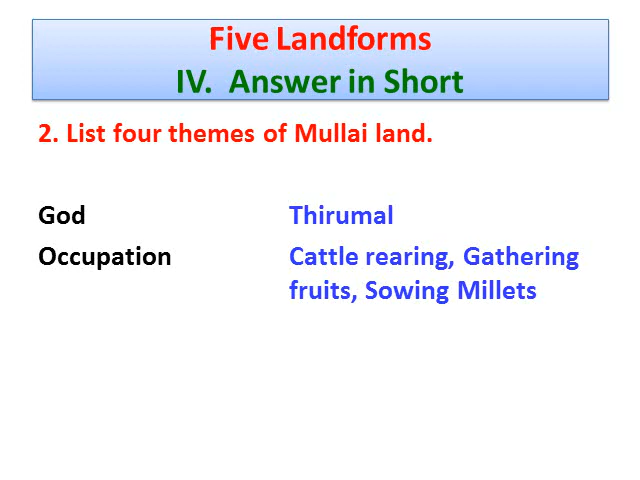 Five Landforms
IV.  Answer in Short
2. List four themes of Mullai land.
God Thirumal
Occupation Cattle rearing, Gathering
fruits, Sowing Millets